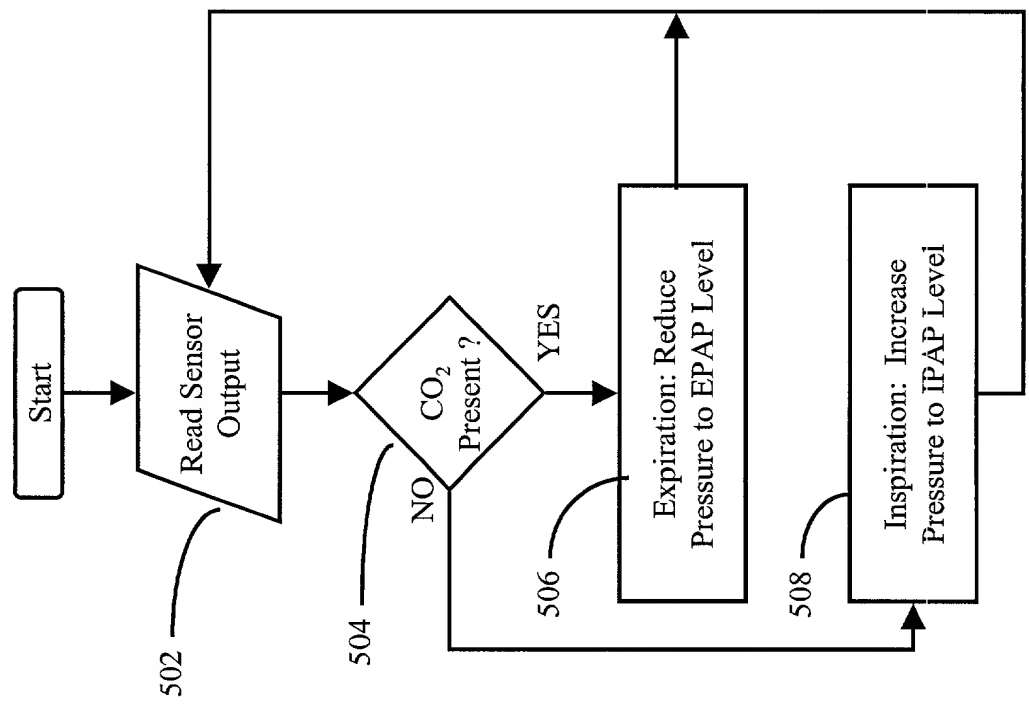 Start
502
Read Sensor
Output
504
CO₂
Present ?
NO
YES
506
Expiration: Reduce
Pressure to EPAP Level
508
Inspiration: Increase
Pressure to IPAP Level